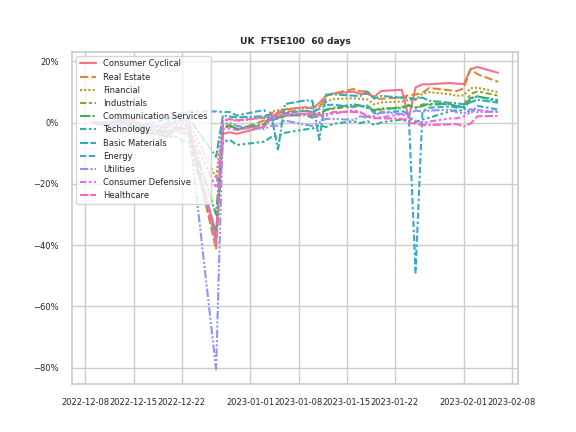 UK FTSE100 60 days
20%
0%
−20%
−40%
−60%
−80%
Consumer Cyclical
Real Estate
Financial
Industrials
Communication Services
Technology
Basic Materials
Energy
Utilities
Consumer Defensive
Healthcare
2022-12-08 2022-12-15 2022-12-22 2023-01-01 2023-01-08 2023-01-15 2023-01-22 2023-02-01 2023-02-08